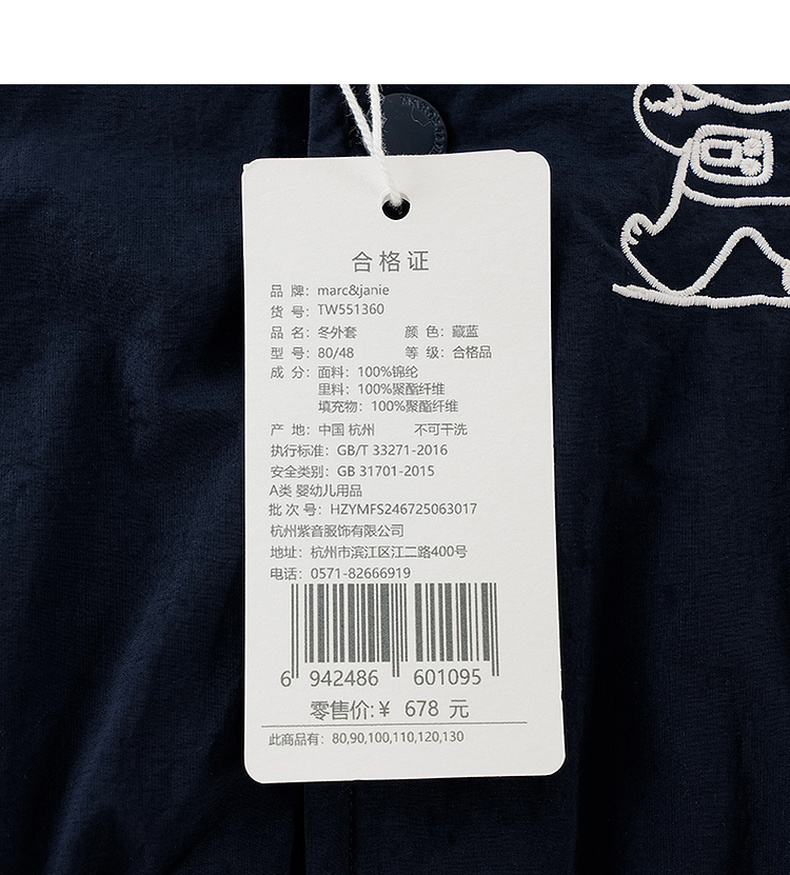 合格证
品 牌：marc&janie
货 号：TW551360
品 名：冬外套 颜 色：藏蓝
型 号：80/48 等 级：合格品
成 分：面料：100%锦纶
里料：100%聚酯纤维
填充物：100%聚酯纤维
产 地：中国 杭州 不可干洗
执行标准：GB/T 33271-2016
安全类别：GB 31701-2015
A类 婴幼儿用品
批 次 号：HZYMFS246725063017
杭州紫音服饰有限公司
地址：杭州市滨江区江二路400号
电话：0571-82666919
6 942486 601095
零售价:¥ 678 元
此商品有：80,90,100,110,120,130